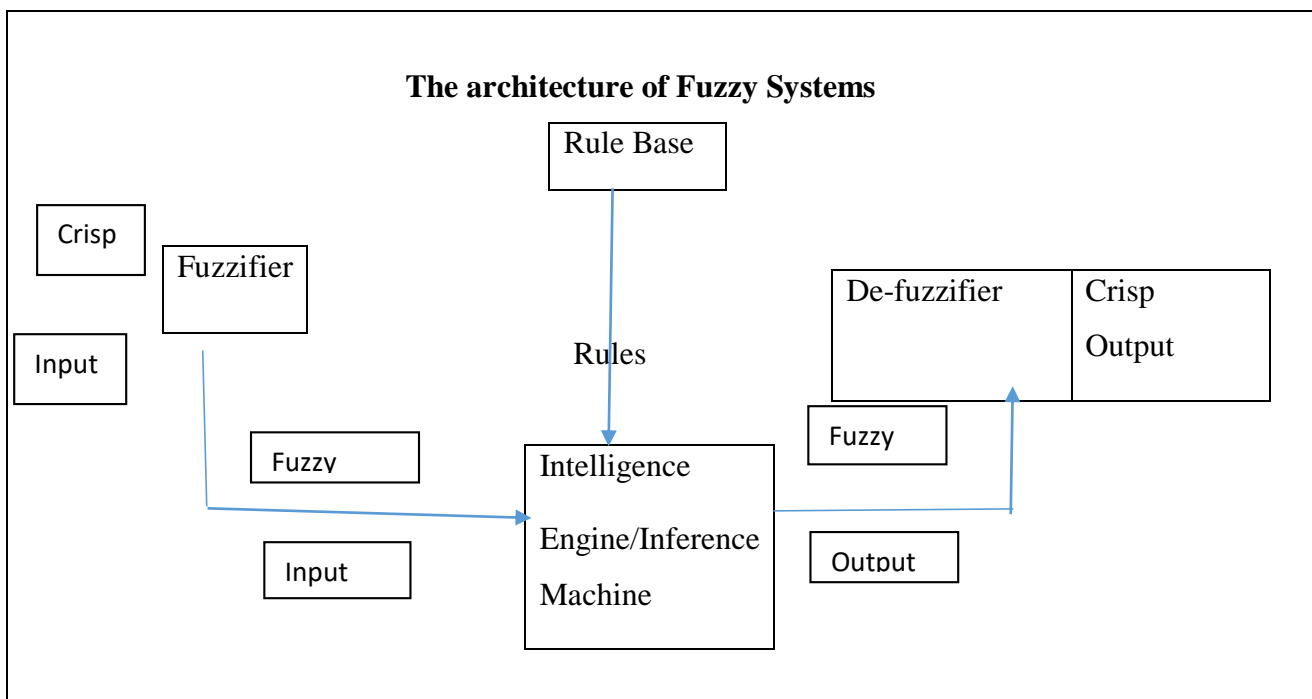 The architecture of Fuzzy Systems
Rule Base
Crisp
Fuzzifier
Input
De-fuzzifier
Crisp
Output
Rules
Fuzzy
Input
Intelligence
Engine/Inference
Machine
Fuzzy
Output